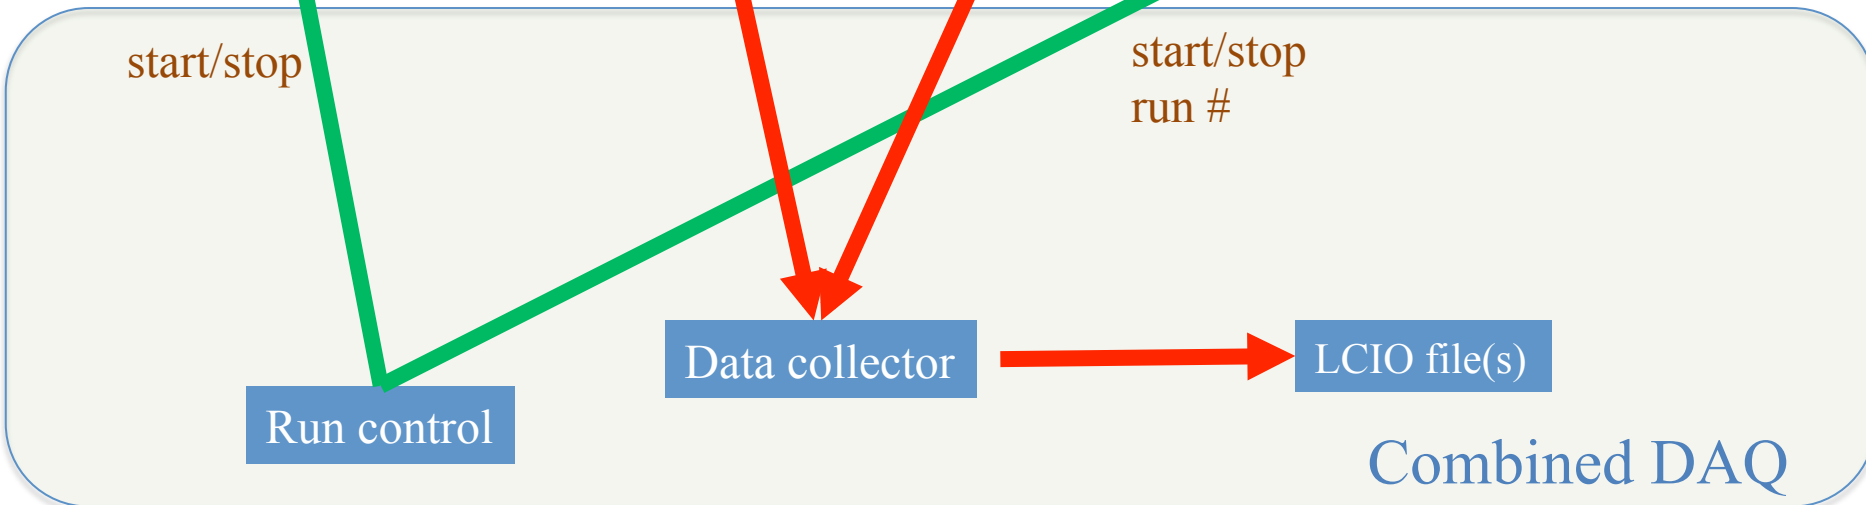 start/stop
start/stop
run #
Data collector
LCIO file(s)
Run control
Combined DAQ